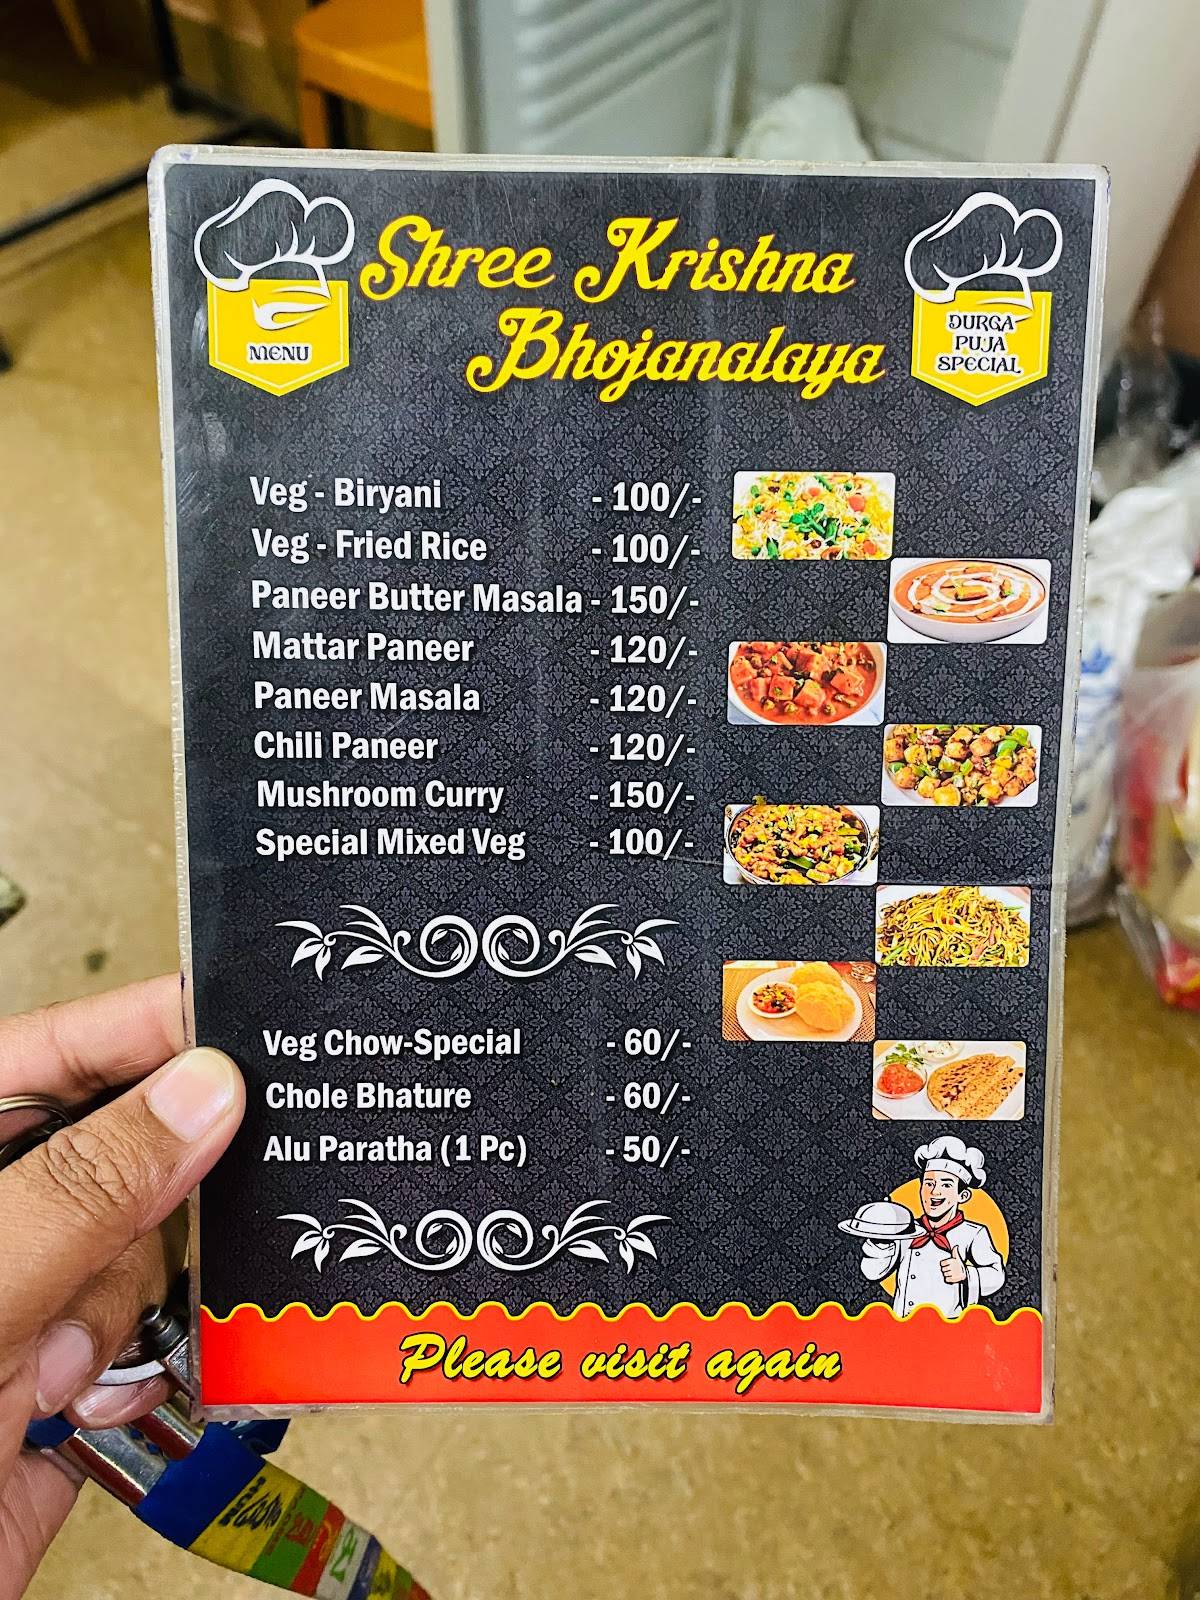 Shree Krishna
Bhojanalaya
MENU
DURGA
PUJA
SPECIAL
Veg - Biryani - 100/-
Veg - Fried Rice - 100/-
Paneer Butter Masala - 150/-
Mattar Paneer - 120/-
Paneer Masala - 120/-
Chili Paneer - 120/-
Mushroom Curry - 150/-
Special Mixed Veg - 100/-
Veg Chow-Special - 60/-
Chole Bhature - 60/-
Alu Paratha (1 Pc) - 50/-
Please visit again